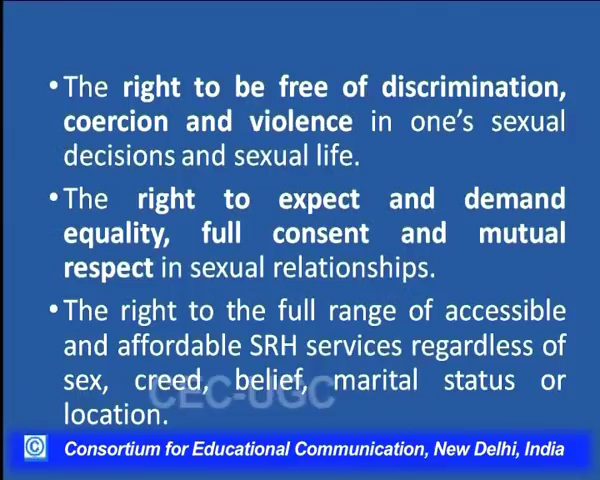 • The right to be free of discrimination,
coercion and violence in one's sexual
decisions and sexual life.
• The right to expect and demand
equality, full consent and mutual
respect in sexual relationships.
• The right to the full range of accessible
and affordable SRH services regardless of
sex, creed, belief, marital status or
CEC-UGC
location.
© Consortium for Educational Communication, New Delhi, India